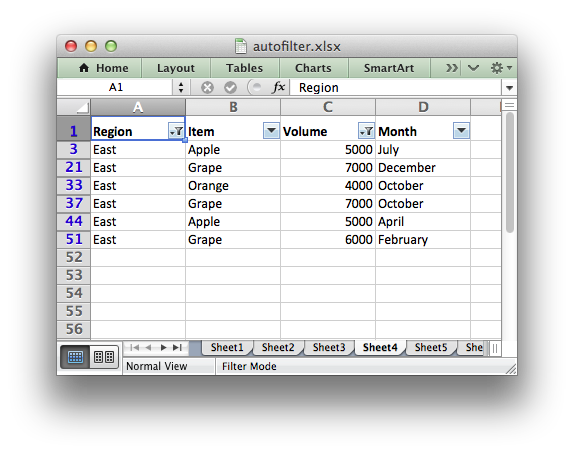 autofilter.xlsx
Home Layout Tables Charts SmartArt
A1 fx Region
A B C D
1 Region Item Volume Month
3 East Apple 5000 July
21 East Grape 7000 December
33 East Orange 4000 October
37 East Grape 7000 October
44 East Apple 5000 April
51 East Grape 6000 February
52
53
54
55
56
Sheet1 Sheet2 Sheet3 Sheet4 Sheet5 She
Normal View Filter Mode